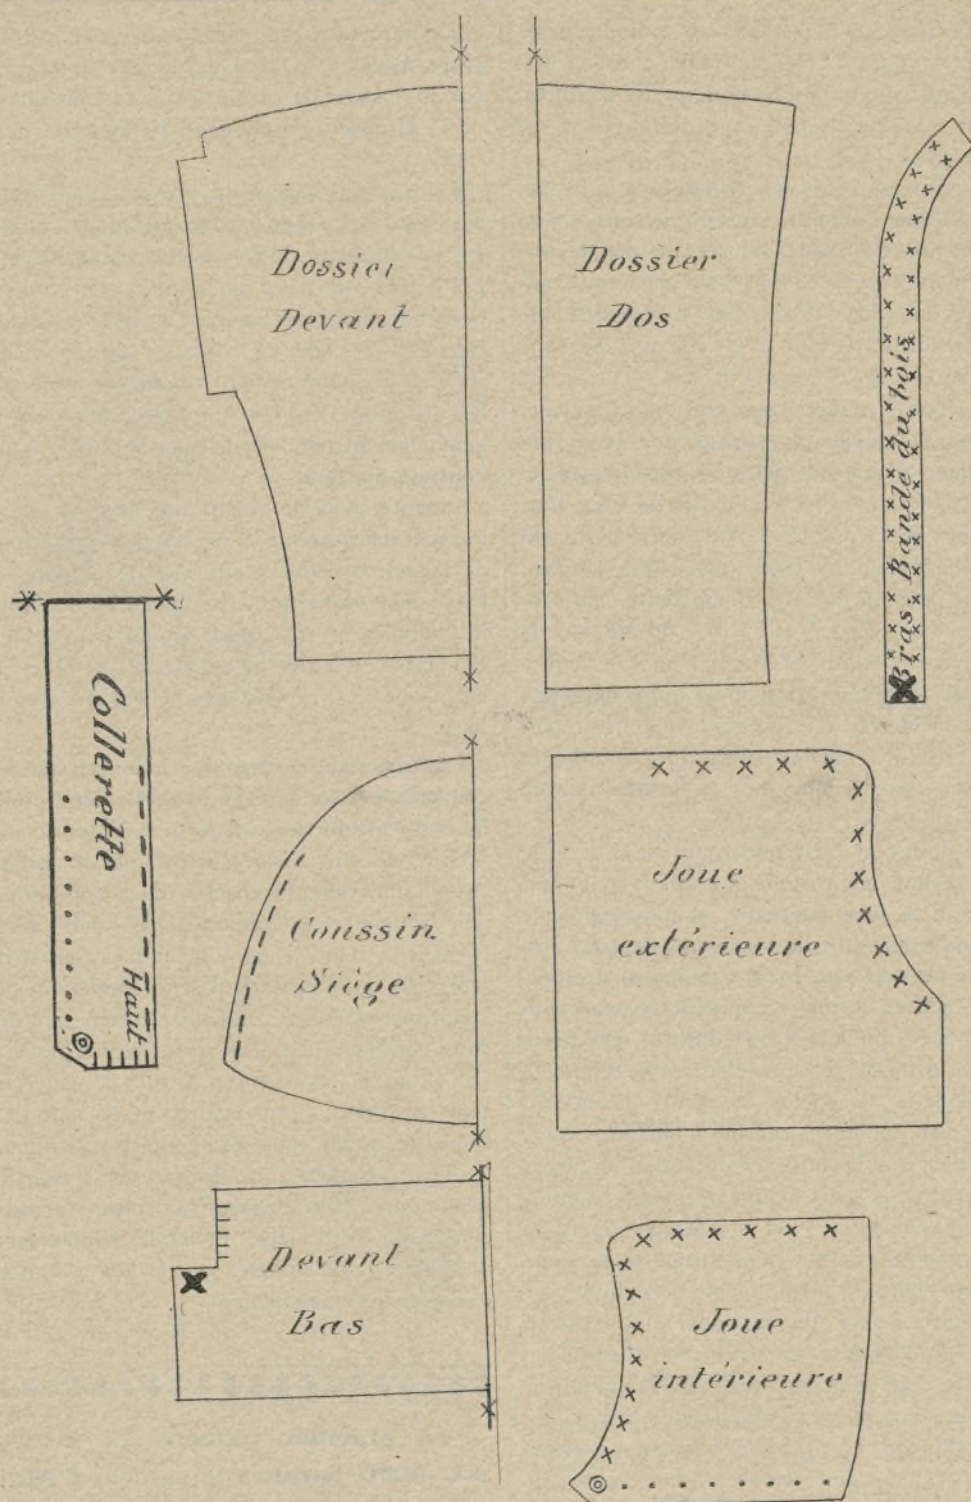 Dossier
Devant
Dossier
Dos
Bras. Bande du bois
Collerette
Haut
Coussin
Siège
Joue
extérieure
Devant
Bas
Joue
intérieure